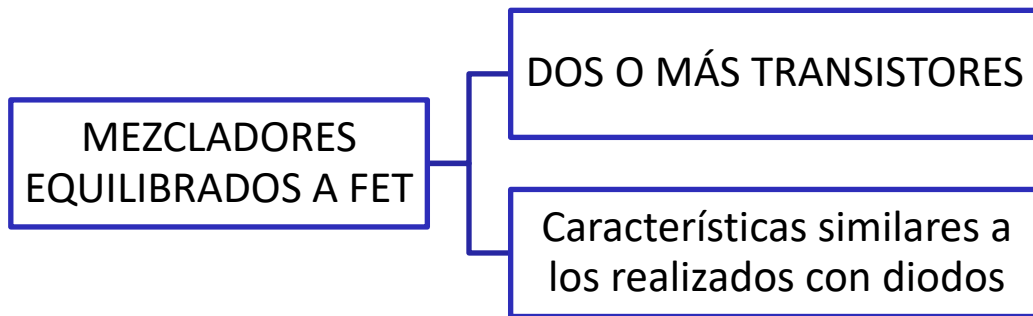 MEZCLADORES
EQUILIBRADOS A FET
DOS O MÁS TRANSISTORES
Características similares a
los realizados con diodos